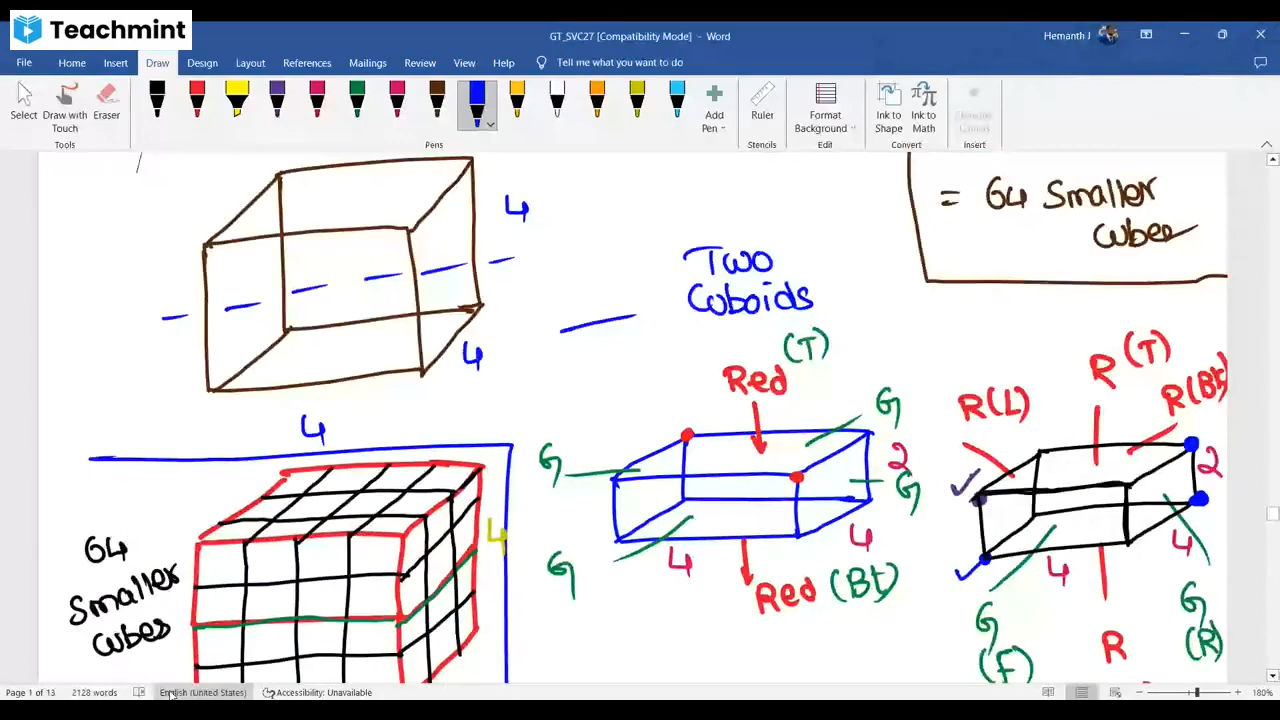 Teachmint
GT_SVC27 [Compatibility Mode] - Word
Hemanth J
File Home Insert Draw Design Layout References Mailings Review View Help Tell me what you want to do
Select
Draw with Touch
Eraser
Add Pen
Ruler
Format Background
Ink to Shape
Ink to Math
Tools
Pens
Stencils
Edit
Convert
Insert
4
4
4
= 64 Smaller
cubes
Two
Cuboids
(T)
Red
G
G
2
G
4
4
G
Red (Bt)
R (T)
R(L)
R(Bt)
2
4
4
G
(F)
R
G
(R)
64
Smaller
cubes
4
Page 1 of 13 2128 words English (United States) Accessibility: Unavailable 180%